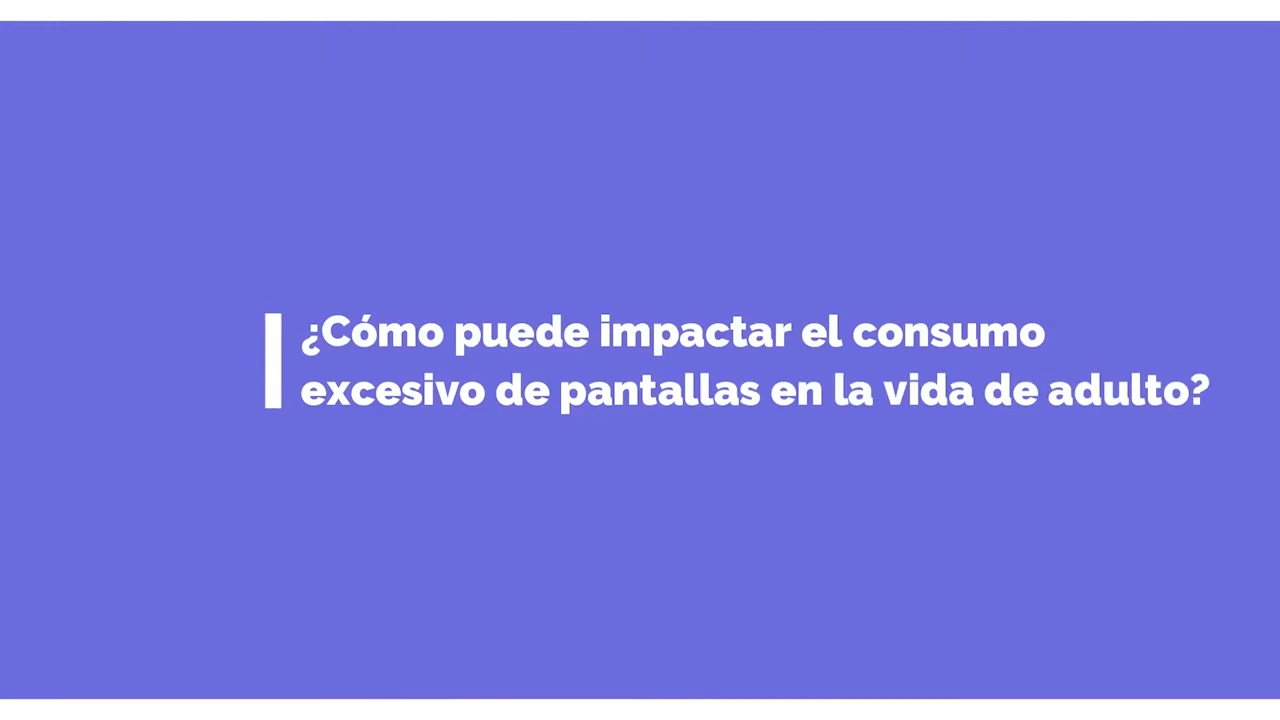 ¿Cómo puede impactar el consumo
excesivo de pantallas en la vida de adulto?